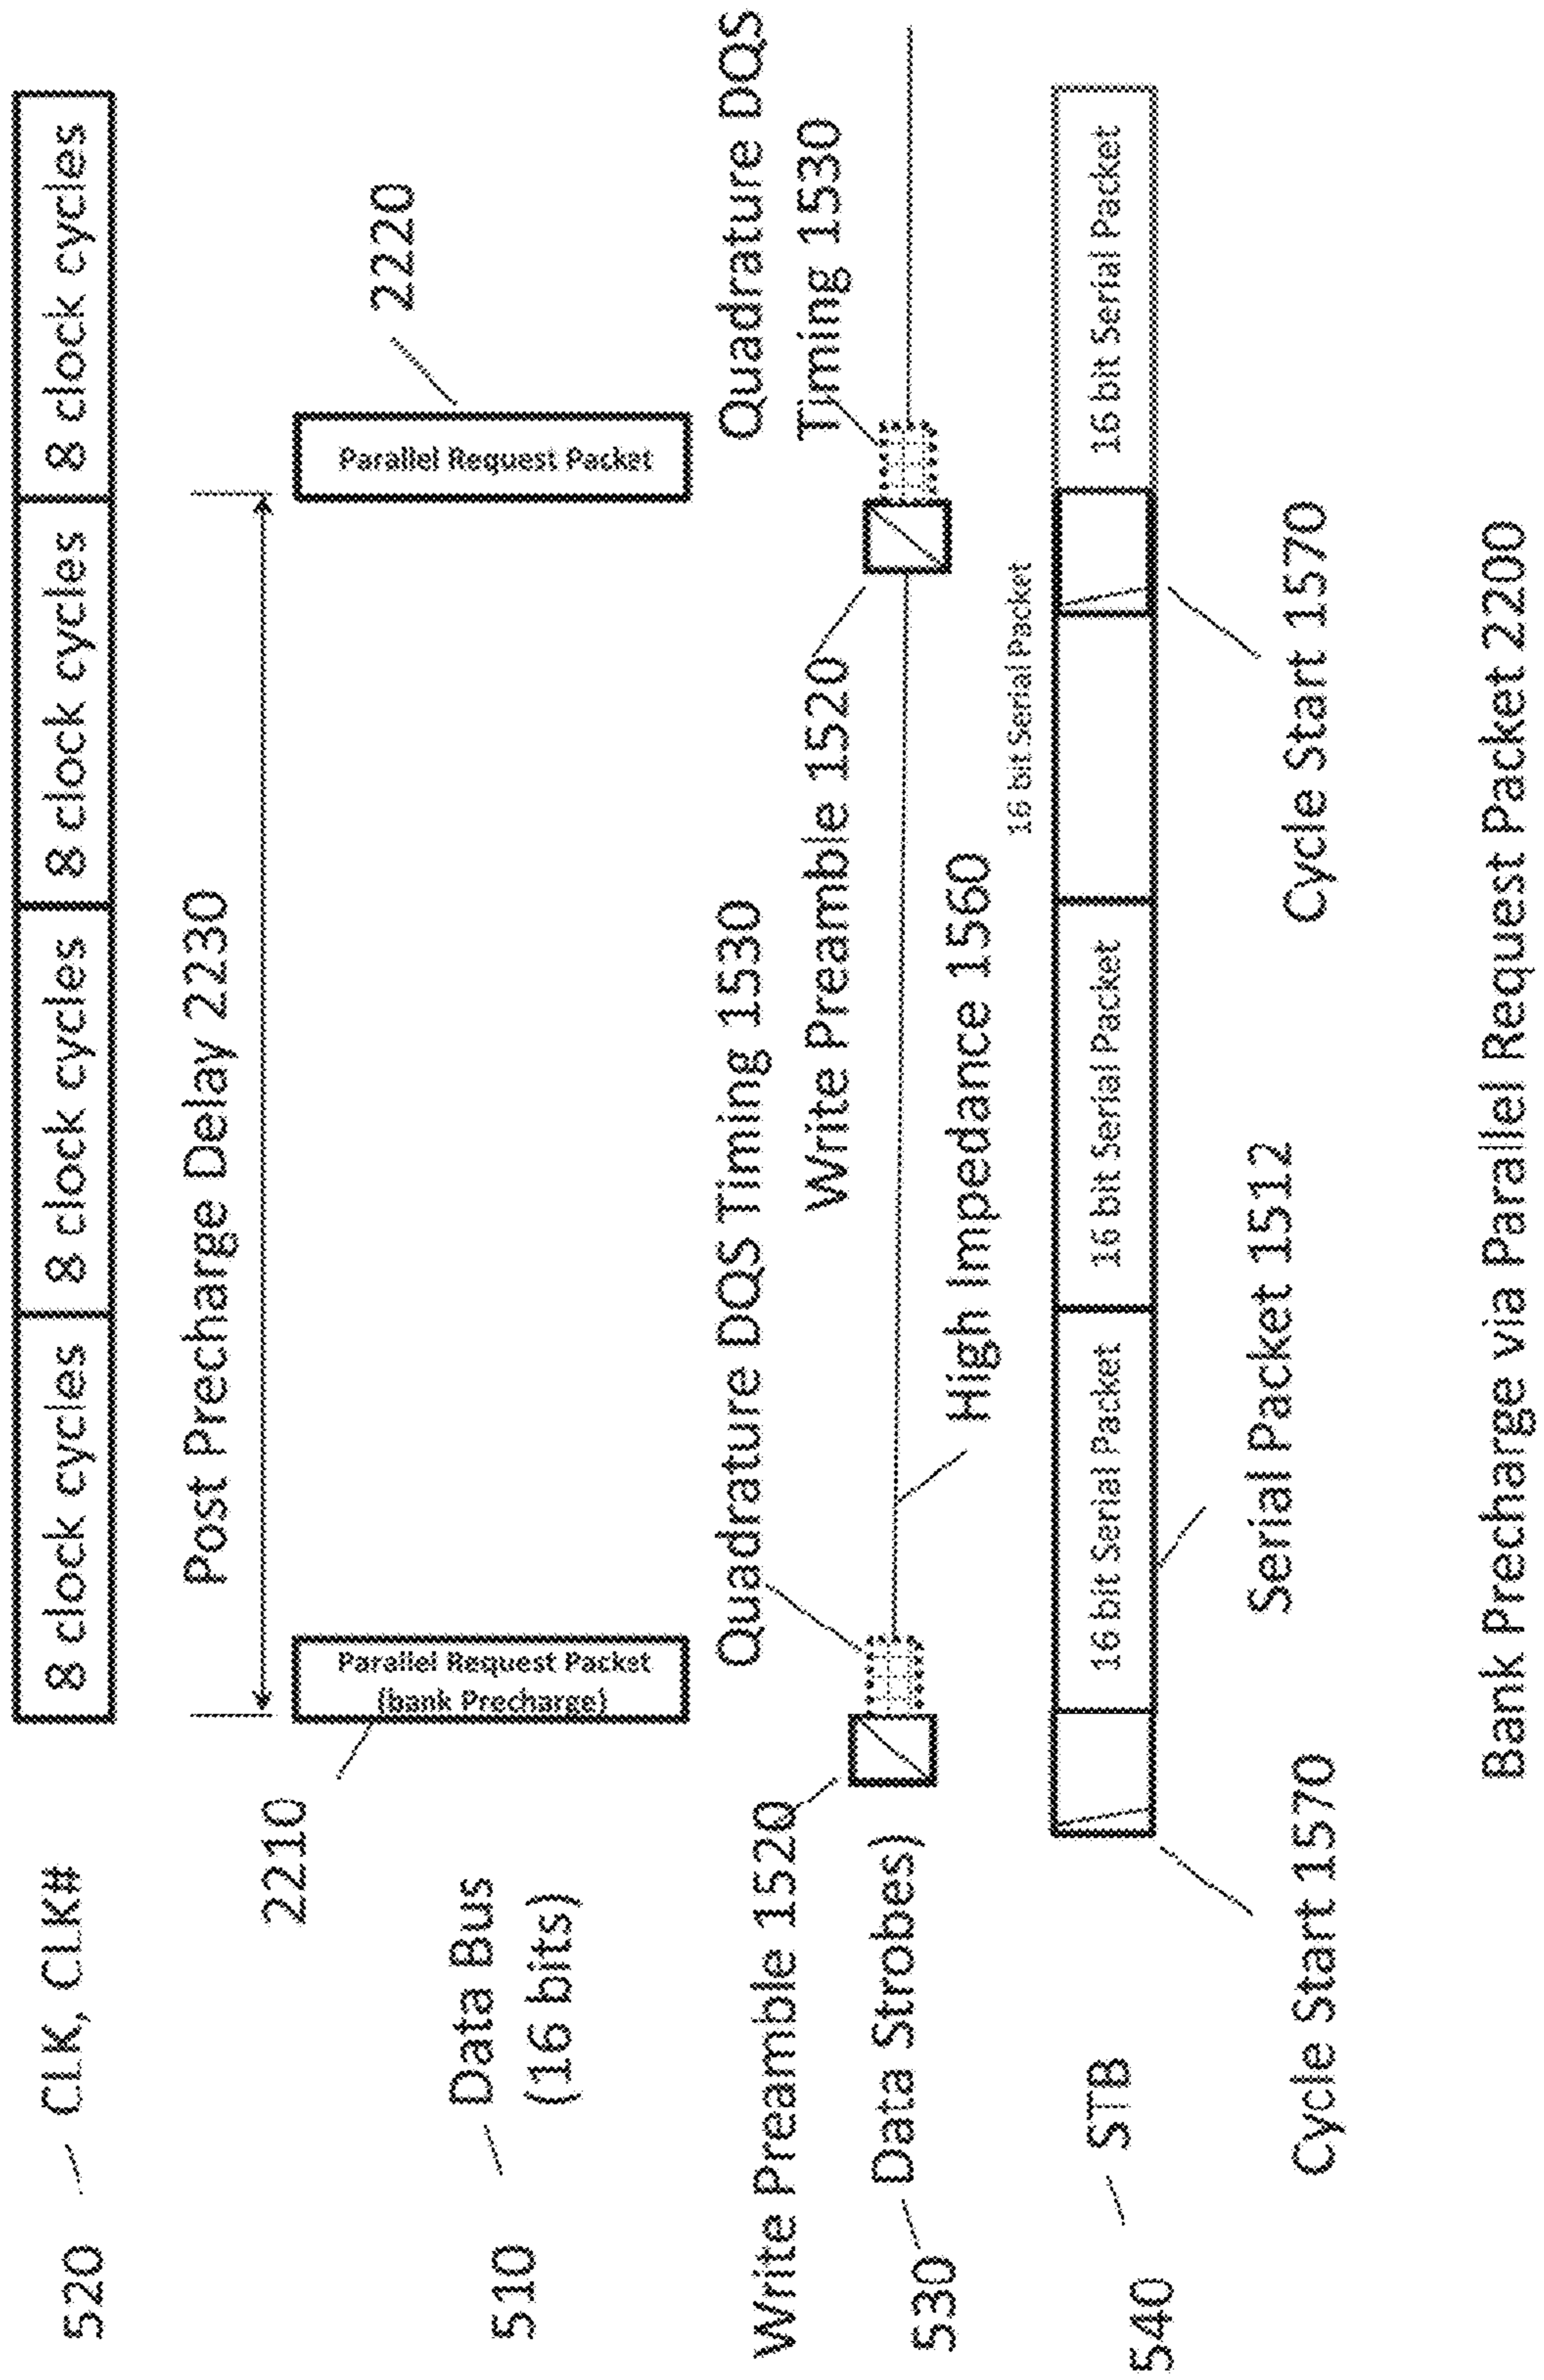 520
CLK, CLK#
8 clock cycles
8 clock cycles
8 clock cycles
8 clock cycles
Post Precharge Delay 2230
2210
2220
Parallel Request Packet
(bank Precharge)
Parallel Request Packet
510
Data Bus
(16 bits)
Write Preamble 1520
Quadrature DQS Timing 1530
Quadrature DQS
Timing 1530
Write Preamble 1520
530
Data Strobes)
High Impedance 1560
16 bit Serial Packet
540
STB
16 bit Serial Packet
16 bit Serial Packet
16 bit Serial Packet
Cycle Start 1570
Serial Packet 1512
Cycle Start 1570
Bank Precharge via Parallel Request Packet 2200